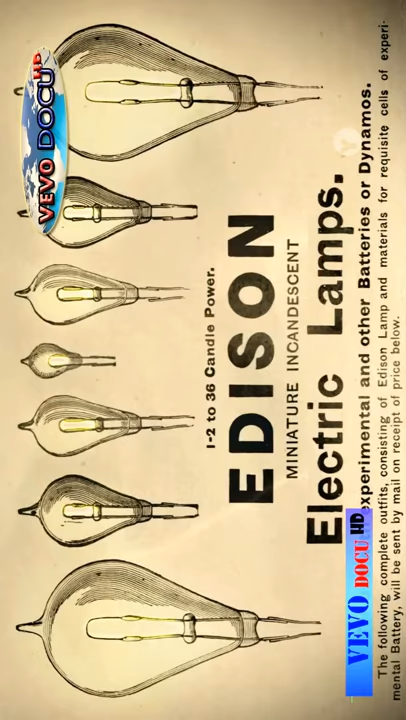 VEVO DOCU HD
1-2 to 36 Candle Power.
EDISON
MINIATURE INCANDESCENT
Electric Lamps.
experimental and other Batteries or Dynamos.
The following complete outfits, consisting of Edison Lamp and materials for requisite cells of experi-
mental Battery, will be sent by mail on receipt of price below.
VEVO DOCU HD